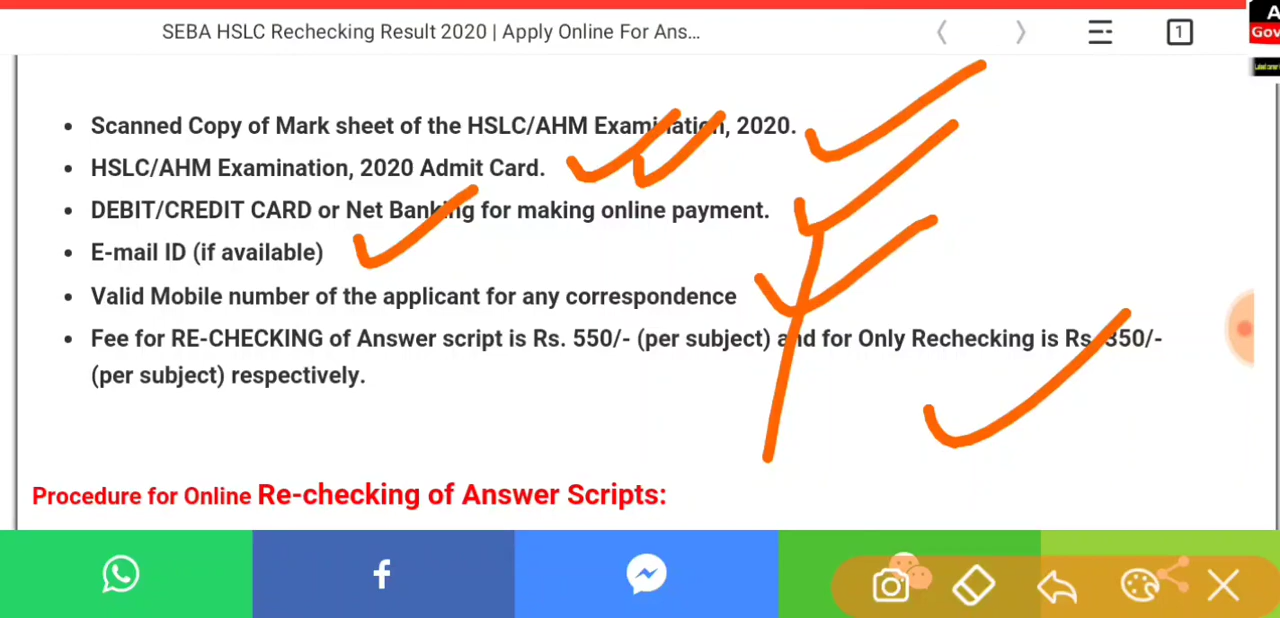 SEBA HSLC Rechecking Result 2020 | Apply Online For Ans...
1
A
Gov
Scanned Copy of Mark sheet of the HSLC/AHM Examination, 2020.
HSLC/AHM Examination, 2020 Admit Card.
DEBIT/CREDIT CARD or Net Banking for making online payment.
E-mail ID (if available)
Valid Mobile number of the applicant for any correspondence
Fee for RE-CHECKING of Answer script is Rs. 550/- (per subject) and for Only Rechecking is Rs. 350/-
(per subject) respectively.
Procedure for Online Re-checking of Answer Scripts: